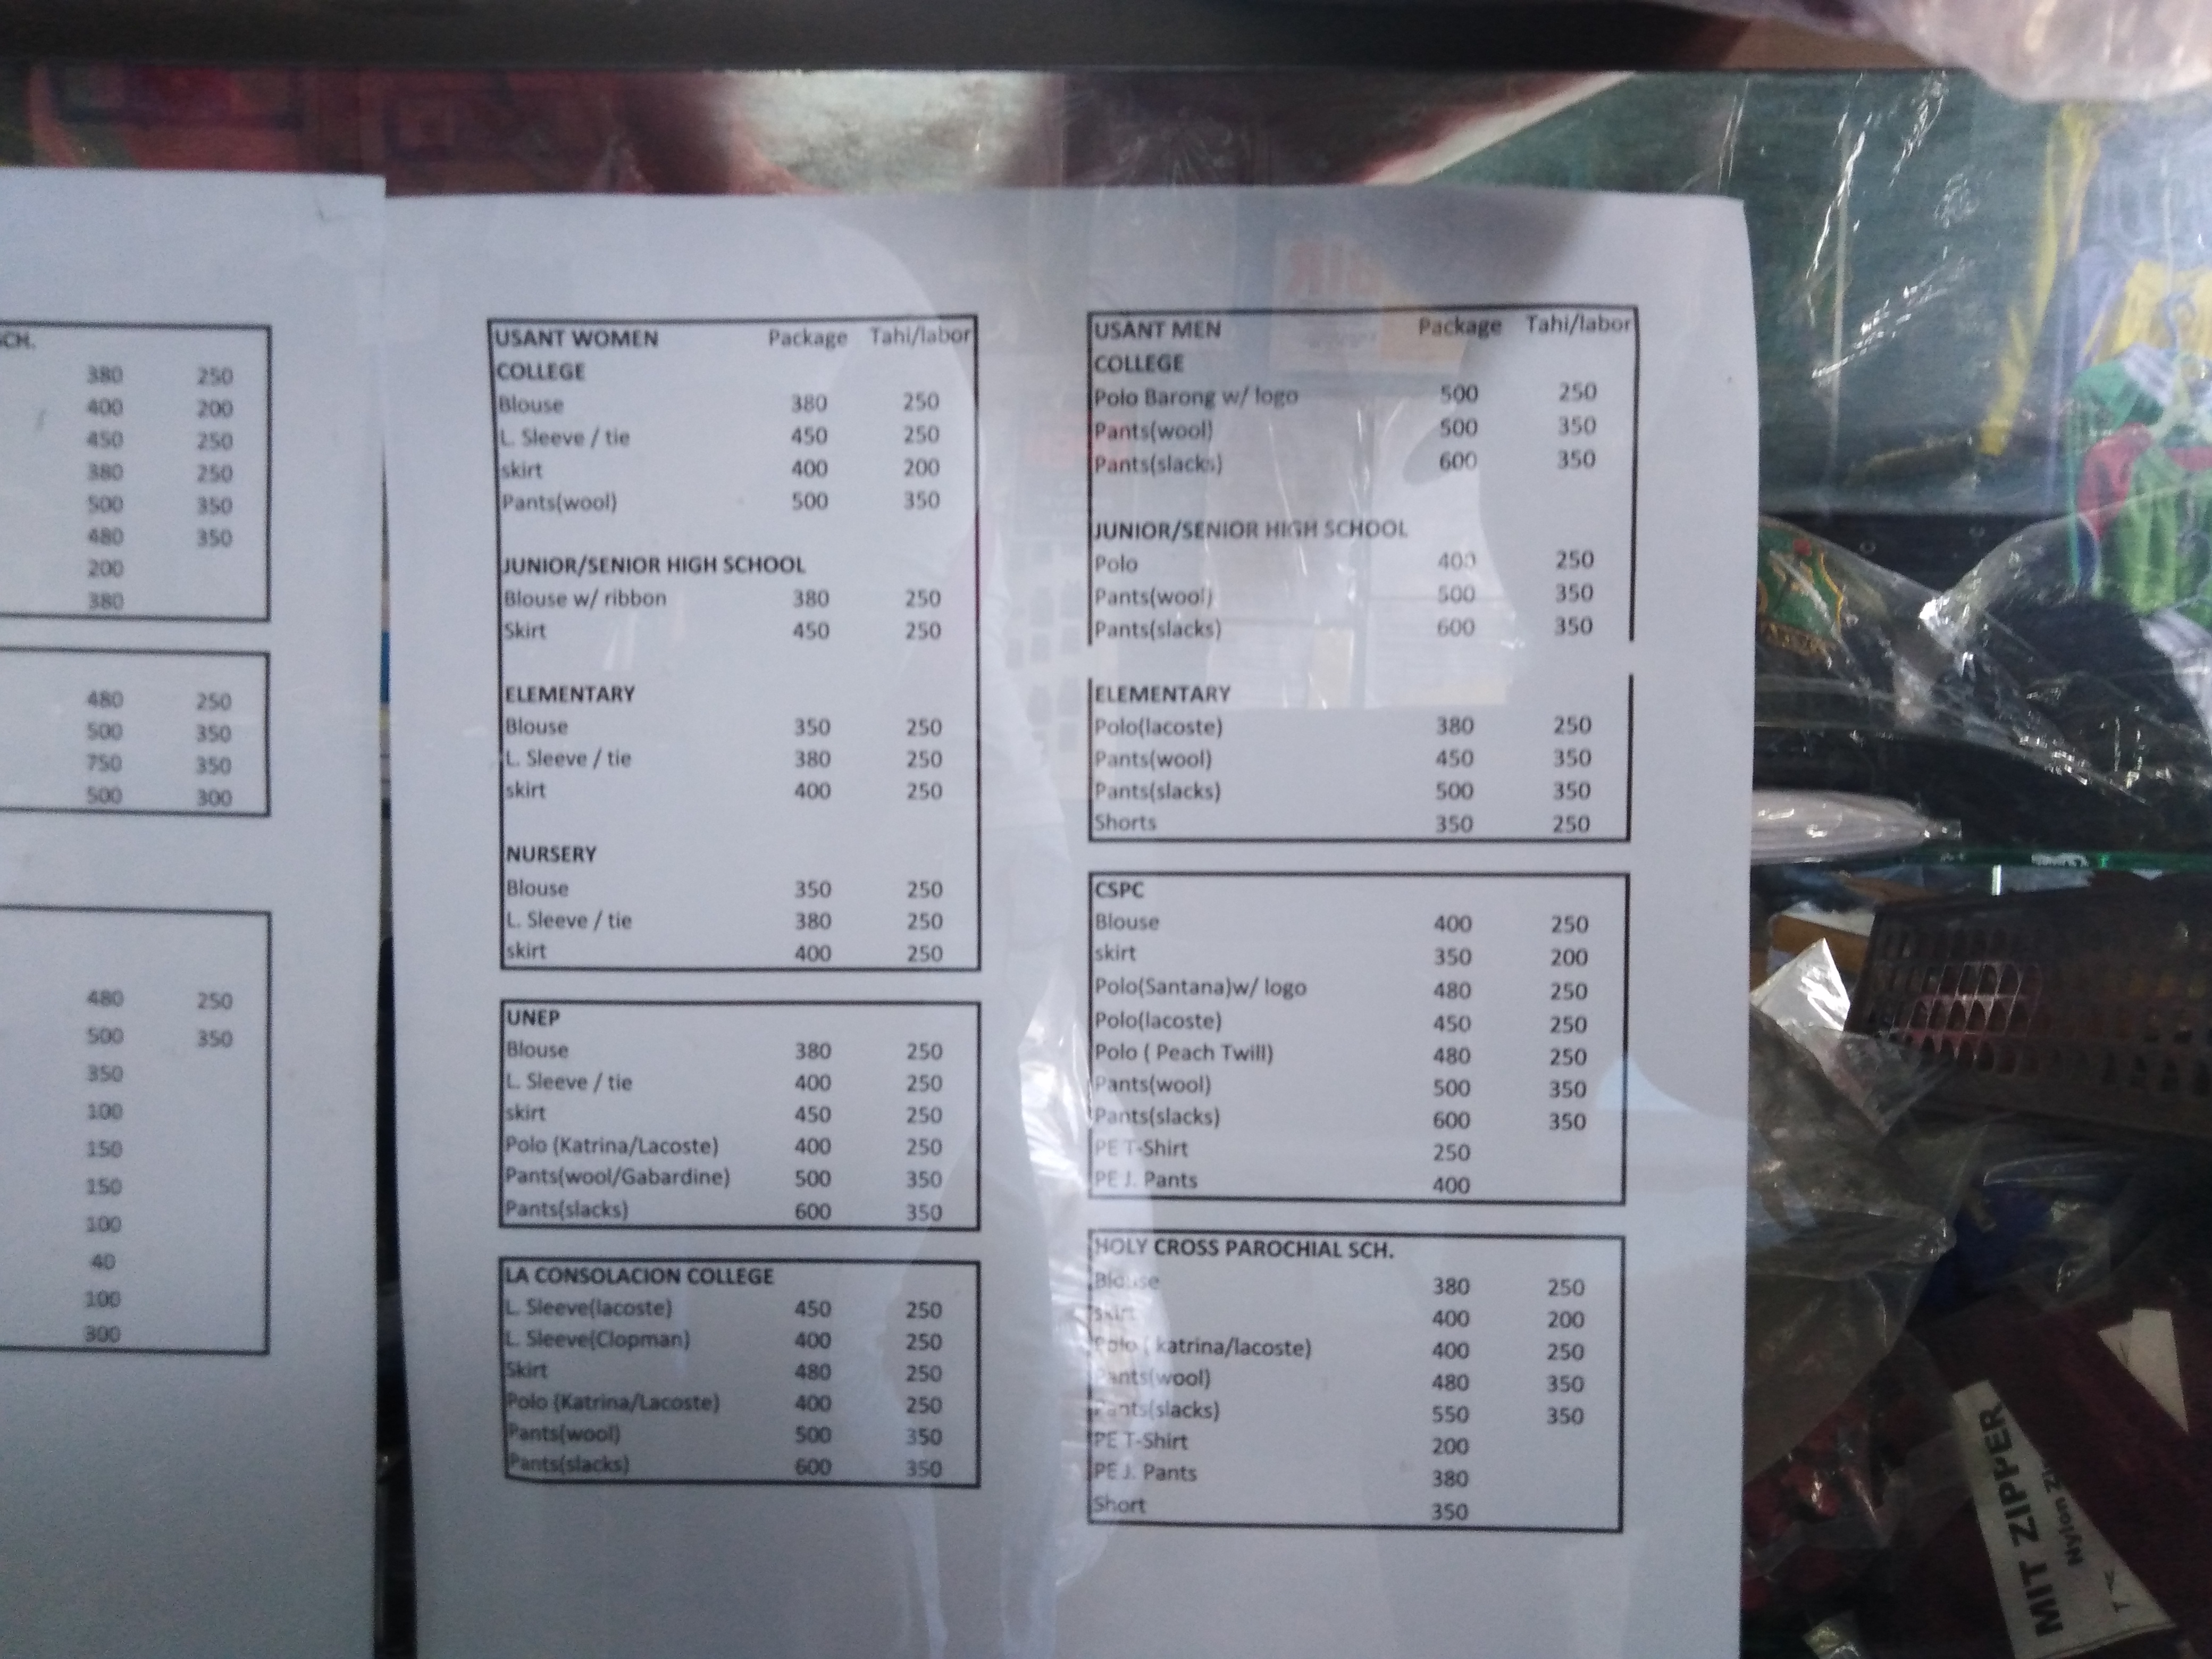 SCH.
380 250
400 200
450 250
380 250
500 350
480 350
200
380
480 250
500 350
750 350
500 300
480 250
500 350
350
100
150
150
100
40
100
300
USANT WOMEN Package Tahi/labor
COLLEGE
Blouse 380 250
L. Sleeve / tie 450 250
skirt 400 200
Pants(wool) 500 350
JUNIOR/SENIOR HIGH SCHOOL
Blouse w/ ribbon 380 250
Skirt 450 250
ELEMENTARY
Blouse 350 250
L. Sleeve / tie 380 250
skirt 400 250
NURSERY
Blouse 350 250
L. Sleeve / tie 380 250
skirt 400 250
UNEP
Blouse 380 250
L. Sleeve / tie 400 250
skirt 450 250
Polo (Katrina/Lacoste) 400 250
Pants(wool/Gabardine) 500 350
Pants(slacks) 600 350
LA CONSOLACION COLLEGE
L. Sleeve(lacoste) 450 250
L. Sleeve(Clopman) 400 250
Skirt 480 250
Polo (Katrina/Lacoste) 400 250
Pants(wool) 500 350
Pants(slacks) 600 350
USANT MEN Package Tahi/labor
COLLEGE
Polo Barong w/ logo 500 250
Pants(wool) 500 350
Pants(slacks) 600 350
JUNIOR/SENIOR HIGH SCHOOL
Polo 400 250
Pants(wool) 500 350
Pants(slacks) 600 350
ELEMENTARY
Polo(lacoste) 380 250
Pants(wool) 450 350
Pants(slacks) 500 350
Shorts 350 250
CSPC
Blouse 400 250
skirt 350 200
Polo(Santana)w/ logo 480 250
Polo(lacoste) 450 250
Polo ( Peach Twill) 480 250
Pants(wool) 500 350
Pants(slacks) 600 350
PE T-Shirt 250
PE J. Pants 400
HOLY CROSS PAROCHIAL SCH.
Blouse 380 250
skirt 400 200
Polo ( katrina/lacoste) 400 250
Pants(wool) 480 350
Pants(slacks) 550 350
PE T-Shirt 200
PE J. Pants 380
Short 350
BIR
MIT ZIPPER
Nylon